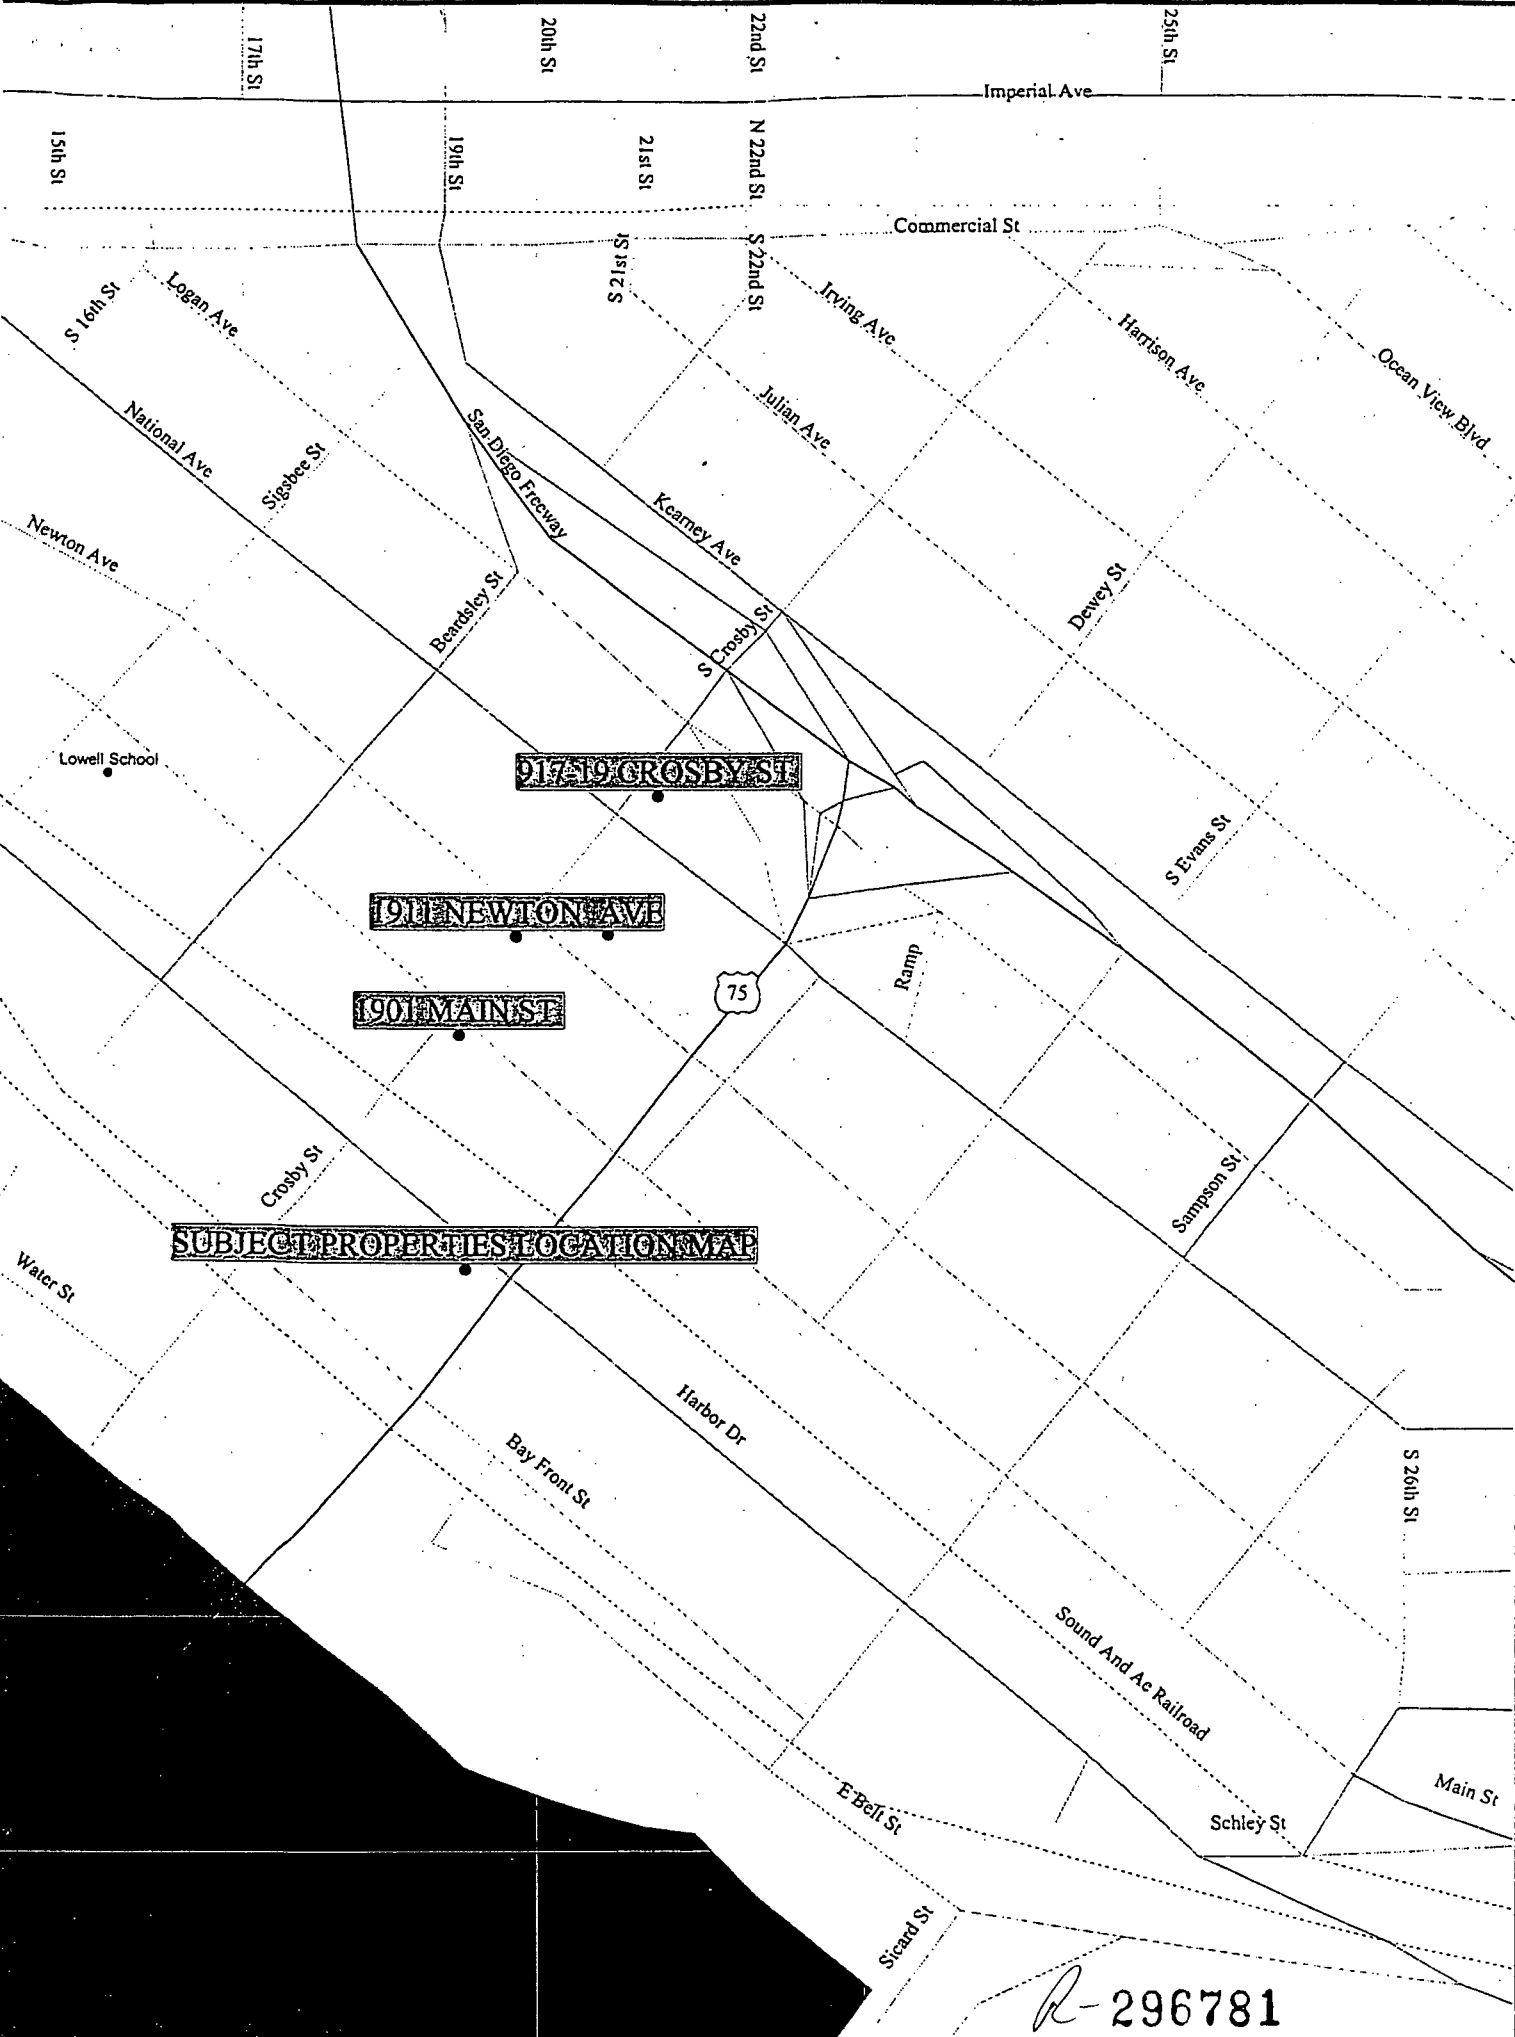 17th St
20th St
22nd St
25th St
Imperial Ave
15th St
19th St
21st St
N 22nd St
Commercial St
S 21st St
S 22nd St
S 16th St
Logan Ave
Irving Ave
Harrison Ave
Ocean View Blvd
National Ave
Sigsbee St
San Diego Freeway
Julian Ave
Kearney Ave
Newton Ave
Beardsley St
S Crosby St
Dewey St
Lowell School
917-19 CROSBY ST
S Evans St
1911 NEWTON AVE
Ramp
75
1901 MAIN ST
Crosby St
Sampson St
SUBJECT PROPERTIES LOCATION MAP
Water St
Harbor Dr
Bay Front St
S 26th St
Sound And Ae Railroad
E Belt St
Main St
Schley St
Sicard St
R-296781